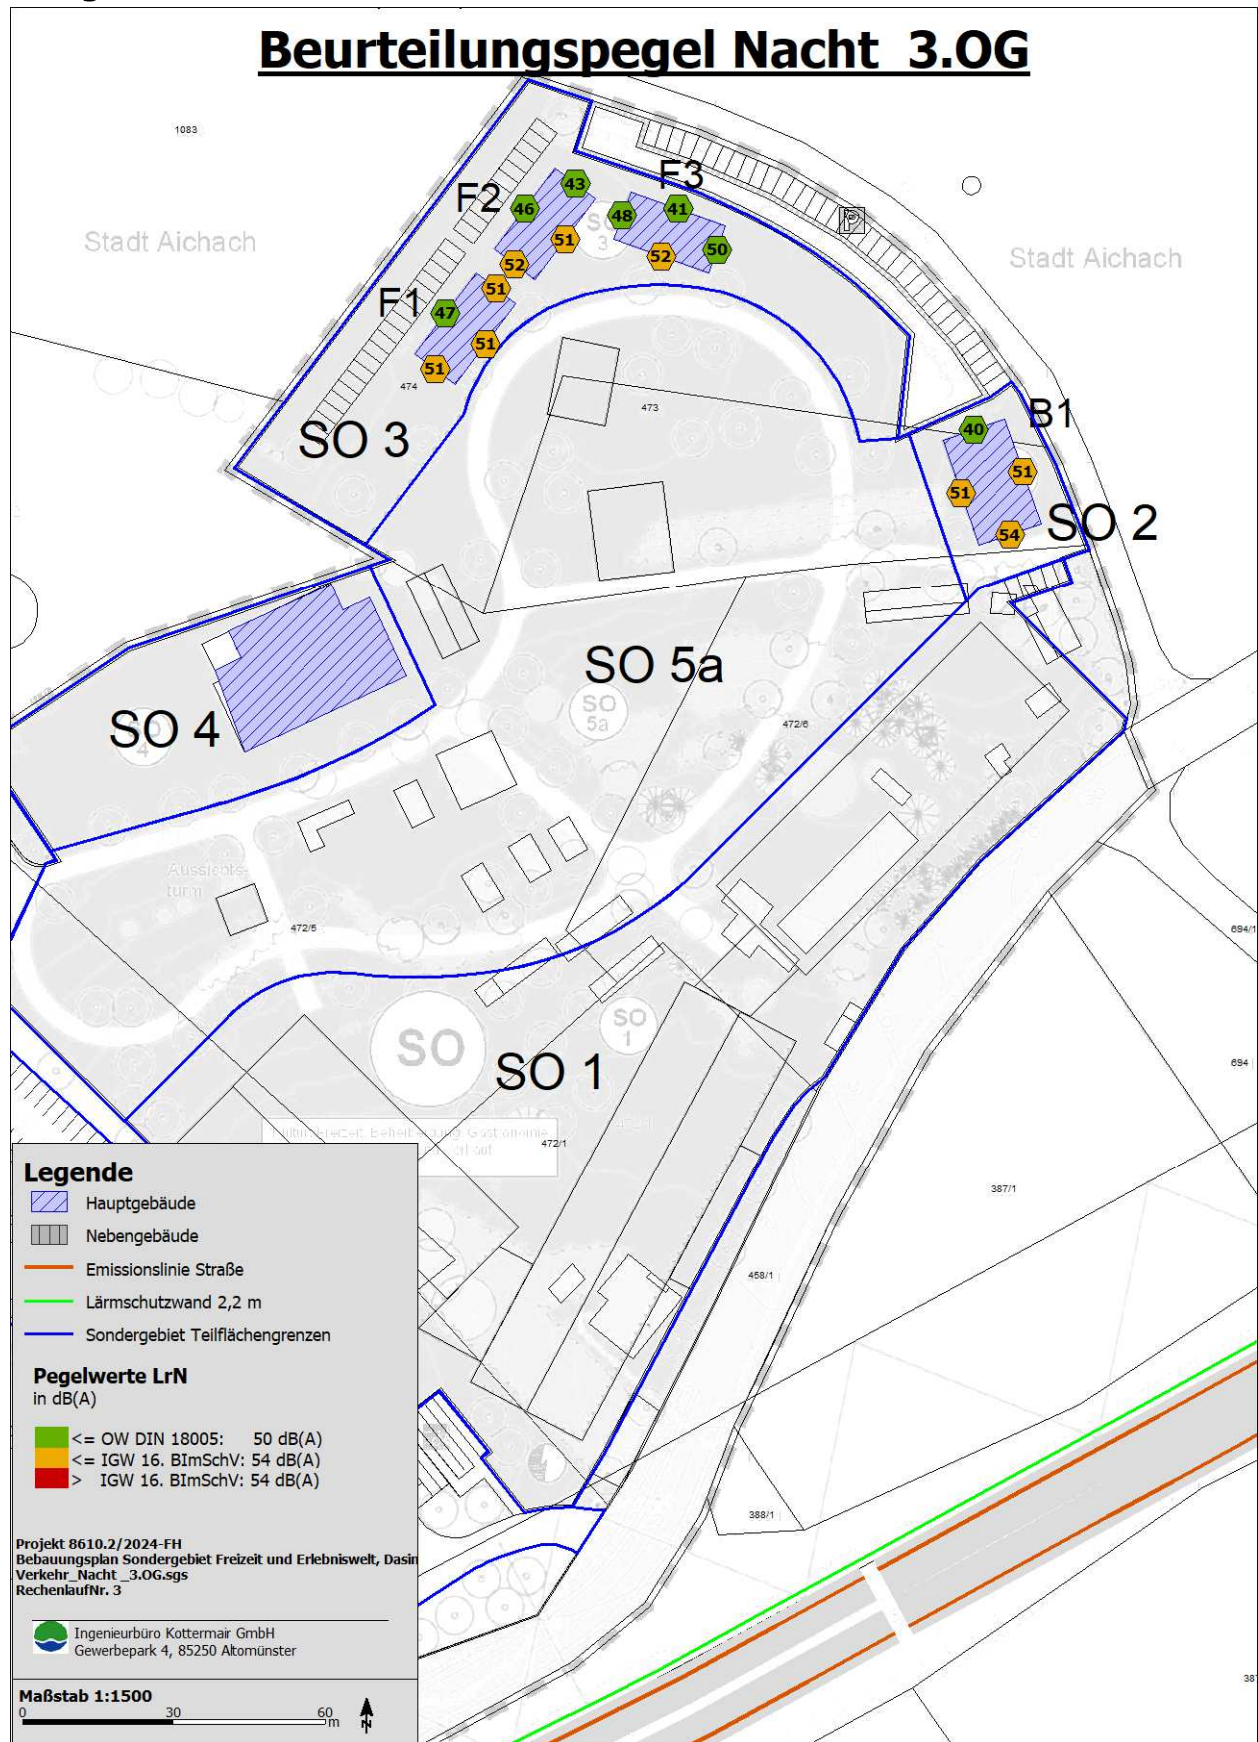 Beurteilungspegel Nacht 3.OG
1083
Stadt Aichach
Stadt Aichach
F2
F3
F1
43
46
48
41
51
52
52
50
51
47
51
51
SO
3
P
474
473
SO 3
B1
40
51
51
54
SO 2
SO 5a
SO
5a
472/6
SO 4
4
Aussichts-
turm
472/5
694/1
SO
SO
1
SO 1
694
472/1
387/1
458/1
388/1
387
Legende
Hauptgebäude
Nebengebäude
Emissionslinie Straße
Lärmschutzwand 2,2 m
Sondergebiet Teilflächengrenzen
Pegelwerte LrN
in dB(A)
<= OW DIN 18005: 50 dB(A)
<= IGW 16. BImSchV: 54 dB(A)
> IGW 16. BImSchV: 54 dB(A)
Projekt 8610.2/2024-FH
Bebauungsplan Sondergebiet Freizeit und Erlebniswelt, Dasin
Verkehr_Nacht _3.OG.sgs
RechenlaufNr. 3
Ingenieurbüro Kottermair GmbH
Gewerbepark 4, 85250 Altomünster
Maßstab 1:1500
0 30 60
m
N